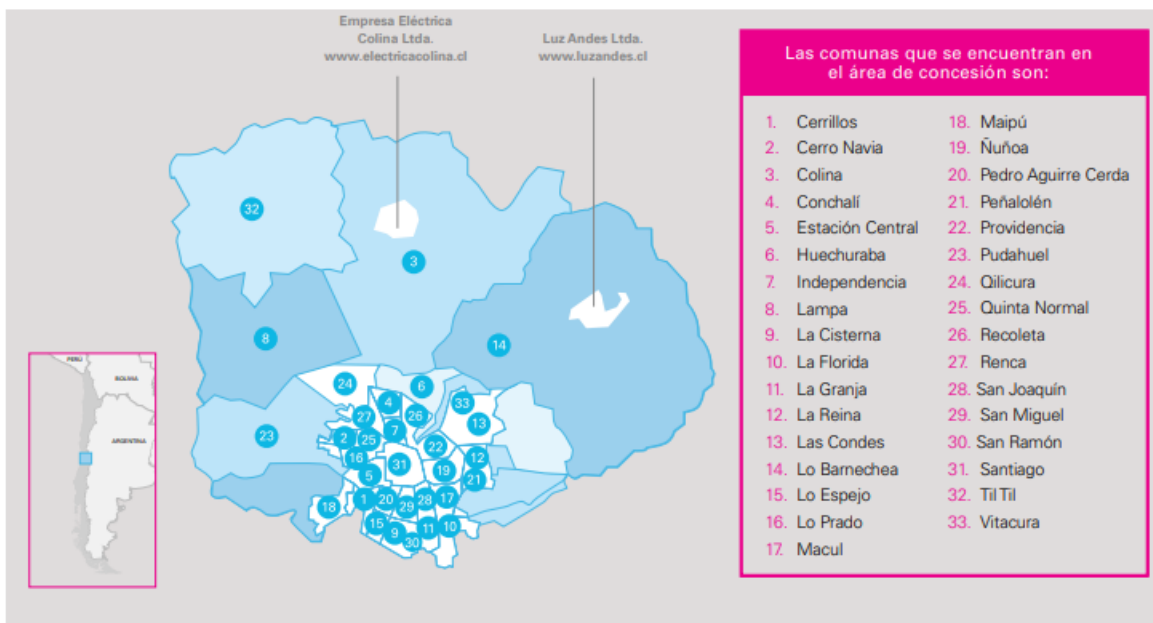 Empresa Eléctrica
Colina Ltda.
www.electricacolina.cl
Luz Andes Ltda.
www.luzandes.cl
32
3
8
14
24
6
33
4
26
27
13
7
23
2
25
22
16
31
12
19
5
21
1
20
28
17
29
18
15
11
10
9
30
PERÚ
BOLIVIA
ARGENTINA
Las comunas que se encuentran en
el área de concesión son:
1. Cerrillos
2. Cerro Navia
3. Colina
4. Conchalí
5. Estación Central
6. Huechuraba
7. Independencia
8. Lampa
9. La Cisterna
10. La Florida
11. La Granja
12. La Reina
13. Las Condes
14. Lo Barnechea
15. Lo Espejo
16. Lo Prado
17. Macul
18. Maipú
19. Ñuñoa
20. Pedro Aguirre Cerda
21. Peñalolén
22. Providencia
23. Pudahuel
24. Qilicura
25. Quinta Normal
26. Recoleta
27. Renca
28. San Joaquín
29. San Miguel
30. San Ramón
31. Santiago
32. Til Til
33. Vitacura